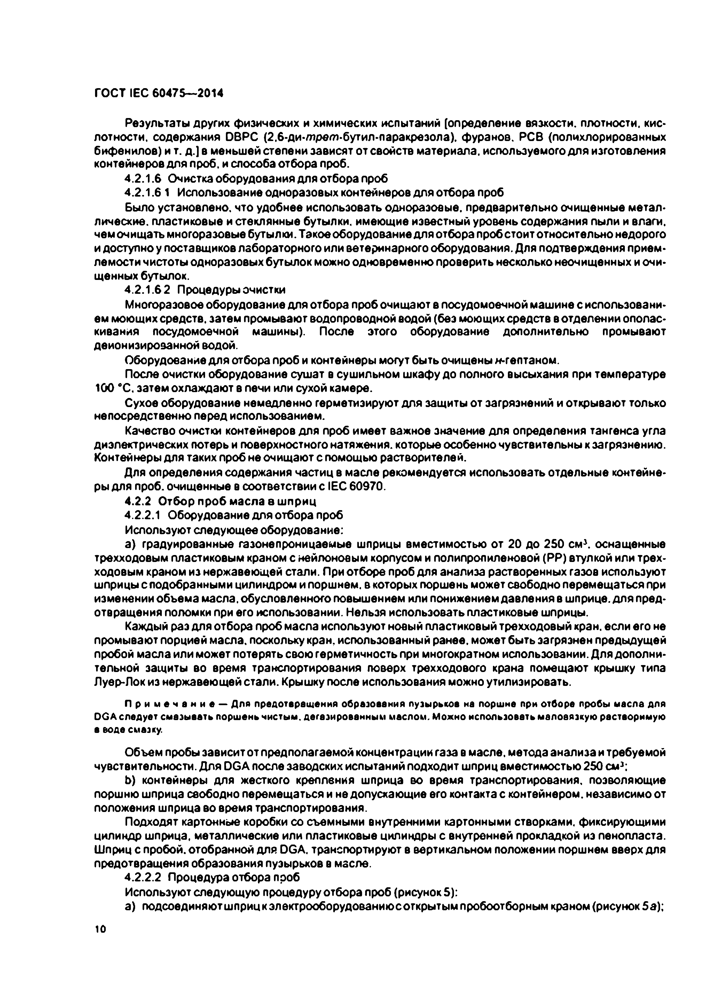 ГОСТ IEC 60475—2014
Результаты других физических и химических испытаний [определение вязкости, плотности, кис-
лотности, содержания DBPC (2,6-ди-трет-бутил-паракрезола), фуранов, PCB (полихлорированных
бифенилов) и т. д.] в меньшей степени зависят от свойств материала, используемого для изготовления
контейнеров для проб, и способа отбора проб.
4.2.1.6 Очистка оборудования для отбора проб
4.2.1.6 1 Использование одноразовых контейнеров для отбора проб
Было установлено, что удобнее использовать одноразовые, предварительно очищенные метал-
лические, пластиковые и стеклянные бутылки, имеющие известный уровень содержания пыли и влаги,
чем очищать многоразовые бутылки. Такое оборудование для отбора проб стоит относительно недорого
и доступно у поставщиков лабораторного или ветеринарного оборудования. Для подтверждения прием-
лемости чистоты одноразовых бутылок можно одновременно проверить несколько неочищенных и очи-
щенных бутылок.
4.2.1.6 2 Процедуры очистки
Многоразовое оборудование для отбора проб очищают в посудомоечной машине с использовани-
ем моющих средств, затем промывают водопроводной водой (без моющих средств в отделении ополас-
кивания посудомоечной машины). После этого оборудование дополнительно промывают
деионизированной водой.
Оборудование для отбора проб и контейнеры могут быть очищены н-гептаном.
После очистки оборудование сушат в сушильном шкафу до полного высыхания при температуре
100 °С, затем охлаждают в печи или сухой камере.
Сухое оборудование немедленно герметизируют для защиты от загрязнений и открывают только
непосредственно перед использованием.
Качество очистки контейнеров для проб имеет важное значение для определения тангенса угла
диэлектрических потерь и поверхностного натяжения, которые особенно чувствительны к загрязнению.
Контейнеры для таких проб не очищают с помощью растворителей.
Для определения содержания частиц в масле рекомендуется использовать отдельные контейне-
ры для проб, очищенные в соответствии с IEC 60970.
4.2.2 Отбор проб масла в шприц
4.2.2.1 Оборудование для отбора проб
Используют следующее оборудование:
а) градуированные газонепроницаемые шприцы вместимостью от 20 до 250 см³, оснащенные
трехходовым пластиковым краном с нейлоновым корпусом и полипропиленовой (PP) втулкой или трех-
ходовым краном из нержавеющей стали. При отборе проб для анализа растворенных газов используют
шприцы с подобранными цилиндром и поршнем, в которых поршень может свободно перемещаться при
изменении объема масла, обусловленного повышением или понижением давления в шприце, для пред-
отвращения поломки при его использовании. Нельзя использовать пластиковые шприцы.
Каждый раз для отбора проб масла используют новый пластиковый трехходовый кран, если его не
промывают порцией масла, поскольку кран, использованный ранее, может быть загрязнен предыдущей
пробой масла или может потерять свою герметичность при многократном использовании. Для дополни-
тельной защиты во время транспортирования поверх трехходового крана помещают крышку типа
Луер-Лок из нержавеющей стали. Крышку после использования можно утилизировать.
Примечание — Для предотвращения образования пузырьков на поршне при отборе пробы масла для
DGA следует смазывать поршень чистым, дегазированным маслом. Можно использовать маловязкую растворимую
в воде смазку.
Объем пробы зависит от предполагаемой концентрации газа в масле, метода анализа и требуемой
чувствительности. Для DGA после заводских испытаний подходит шприц вместимостью 250 см³;
b) контейнеры для жесткого крепления шприца во время транспортирования, позволяющие
поршню шприца свободно перемещаться и не допускающие его контакта с контейнером, независимо от
положения шприца во время транспортирования.
Подходят картонные коробки со съемными внутренними картонными створками, фиксирующими
цилиндр шприца, металлические или пластиковые цилиндры с внутренней прокладкой из пенопласта.
Шприц с пробой, отобранной для DGA, транспортируют в вертикальном положении поршнем вверх для
предотвращения образования пузырьков в масле.
4.2.2.2 Процедура отбора проб
Используют следующую процедуру отбора проб (рисунок 5):
а) подсоединяют шприц к электрооборудованию с открытым пробоотборным краном (рисунок 5а);
10